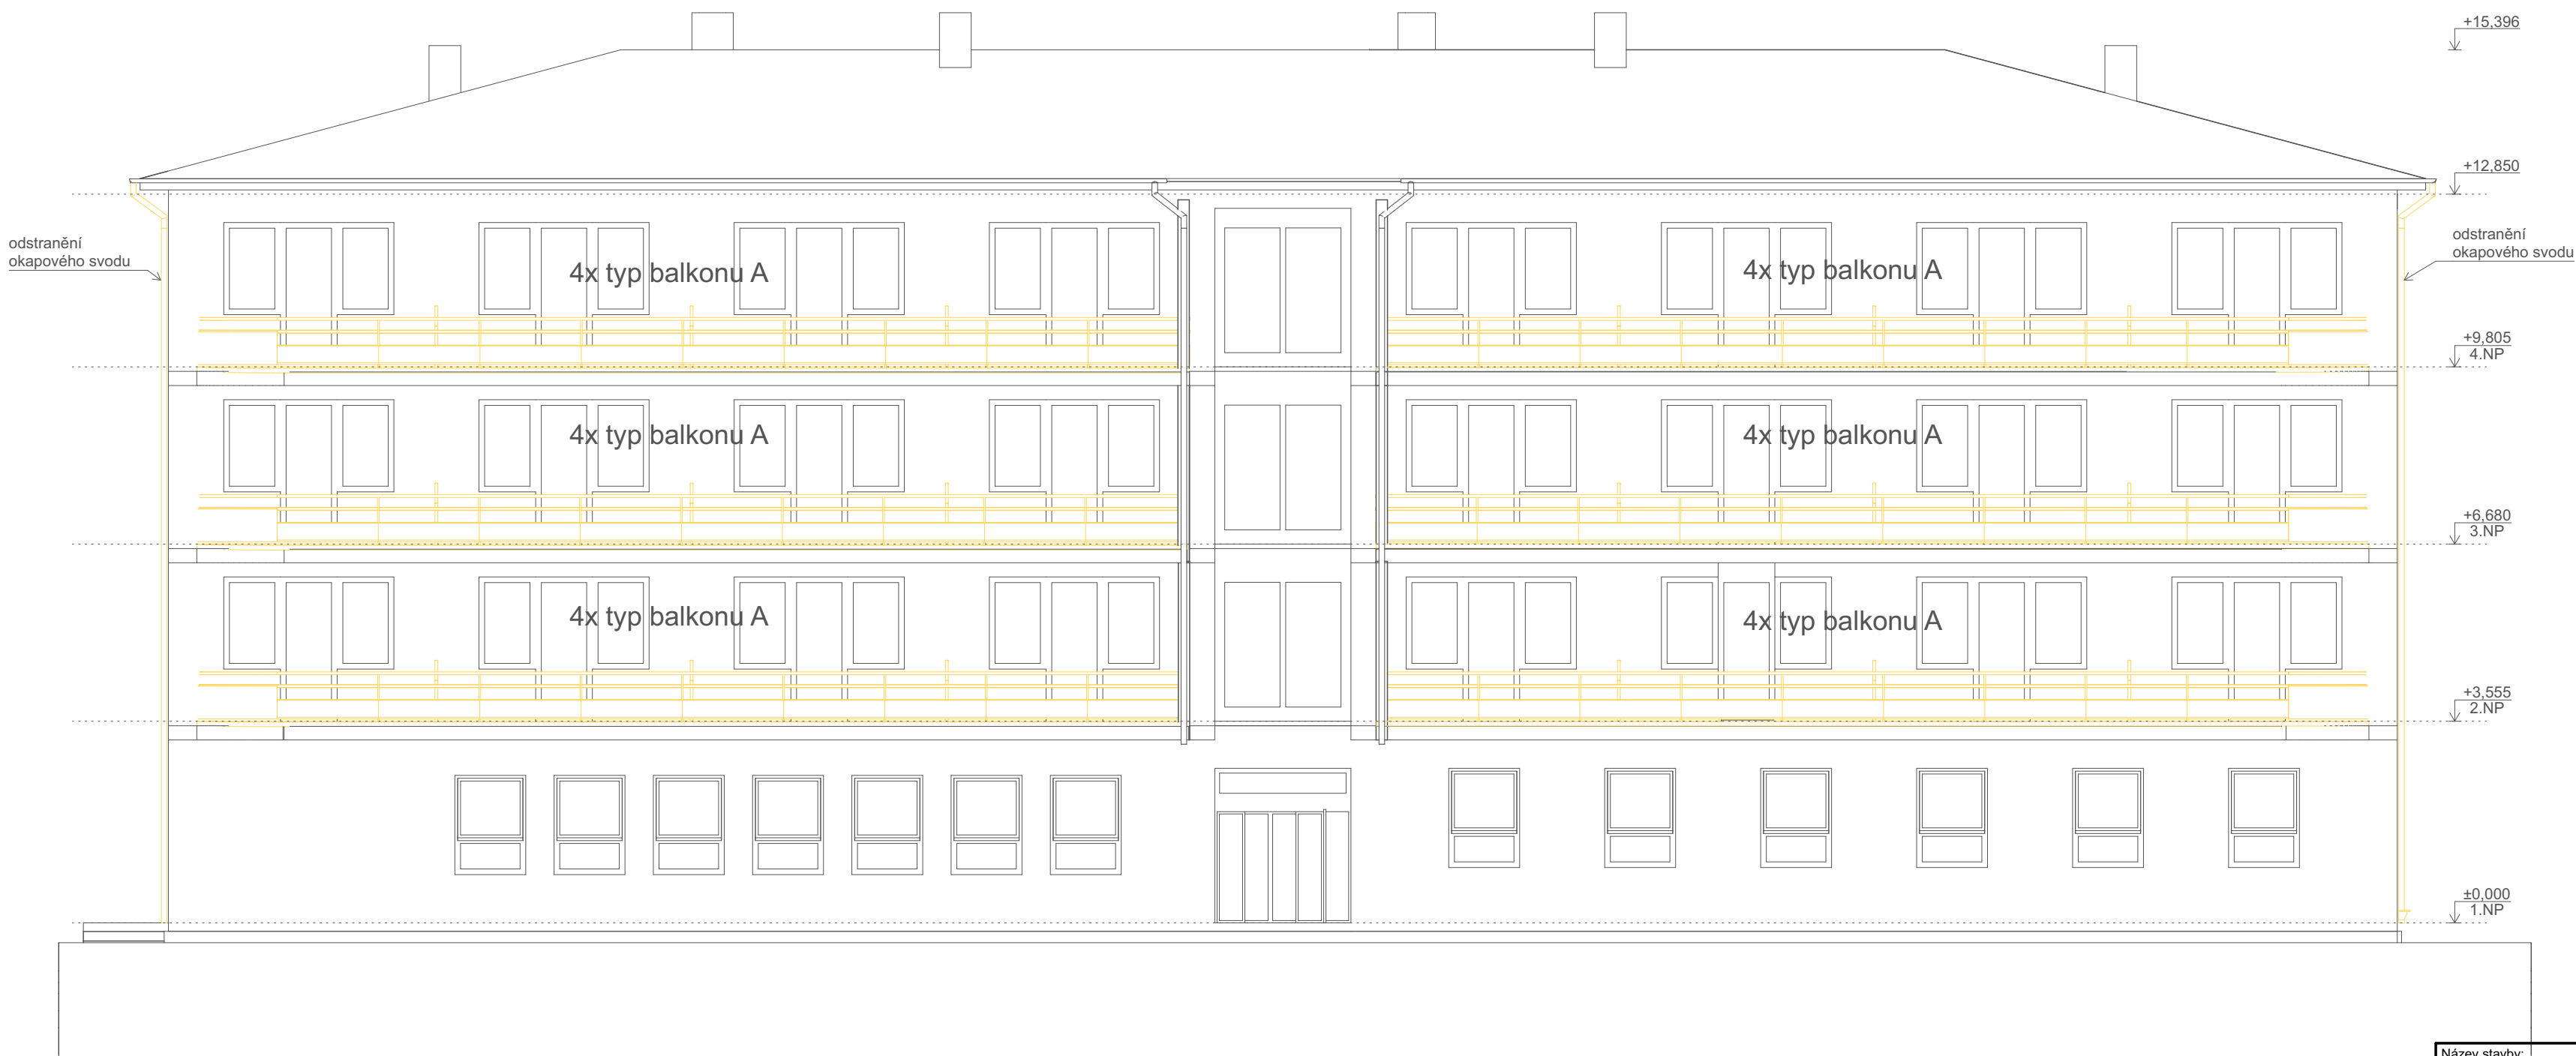 +15,396
+12,850
odstranění
okapového svodu
4x typ balkonu A
4x typ balkonu A
odstranění
okapového svodu
+9,805
4.NP
4x typ balkonu A
4x typ balkonu A
+6,680
3.NP
4x typ balkonu A
4x typ balkonu A
+3,555
2.NP
±0,000
1.NP
Název stavby: